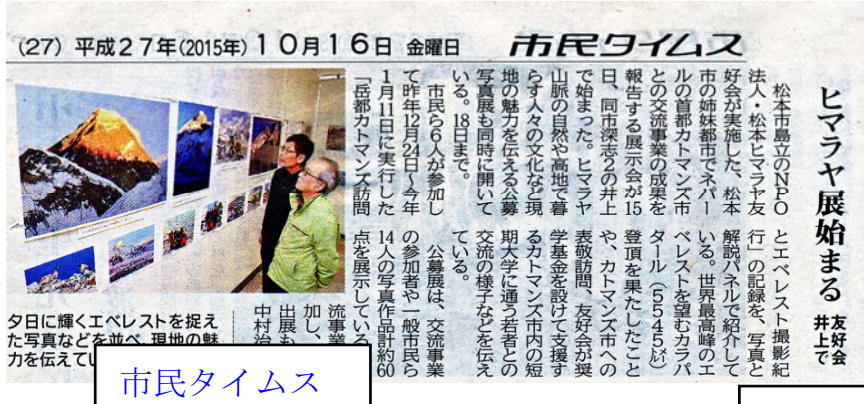 (27) 平成27年(2015年)10月16日 金曜日
市民タイムス
ヒマラヤ展始まる
友好会
井上で
松本市島立のNPO
法人・松本ヒマラヤ友
好会が実施した、松本
市の姉妹都市でネパー
ルの首都カトマンズ市
との交流事業の成果を
報告する展示会が15
日、同市深志2の井上
で始まった。ヒマラヤ
山脈の自然や高地で暮
らす人々の文化など現
地の魅力を伝える公募
写真展も同時に開いて
いる。18日まで。
市民ら6人が参加し
て昨年12月24日〜今年
1月11日に実行した
「岳都カトマンズ訪問
とエベレスト撮影紀
行」の記録を、写真と
解説パネルで紹介して
いる。世界最高峰のエ
ベレストを望むカラパ
タール(5545㍍)
登頂を果たしたこと
や、カトマンズ市への
表敬訪問、友好会が奨
学基金を設けて支援す
るカトマンズ市内の短
期大学に通う若者との
交流の様子などを伝え
ている。
公募展は、交流事業
の参加者や一般市民ら
14人の写真作品計約60
点を展示している
流事業
加し、
出展も
中村治
夕日に輝くエベレストを捉え
た写真などを並べ、現地の魅
力を伝えてい
市民タイムス